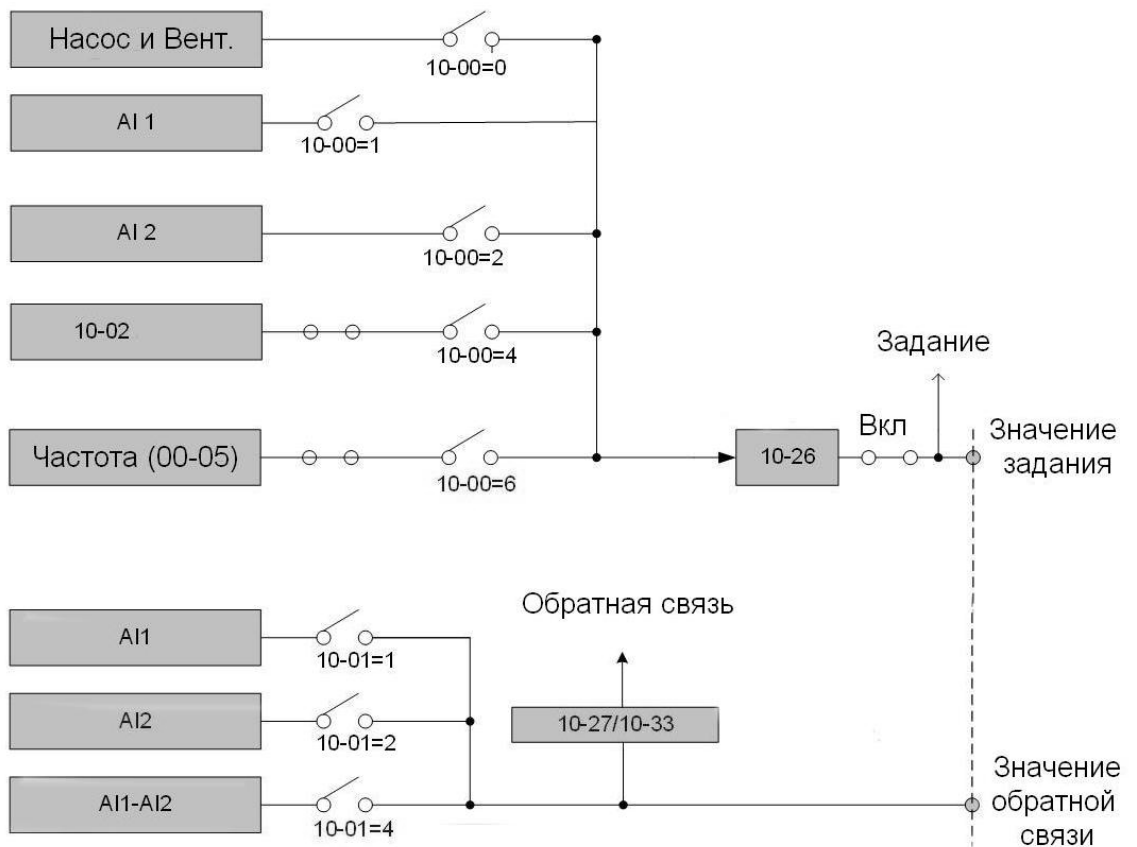 Насос и Вент.
10-00=0
AI 1
10-00=1
AI 2
10-00=2
10-02
10-00=4
Задание
Частота (00-05)
10-00=6
10-26
Вкл
Значение
задания
Обратная связь
AI1
10-01=1
AI2
10-01=2
10-27/10-33
AI1-AI2
10-01=4
Значение
обратной
связи